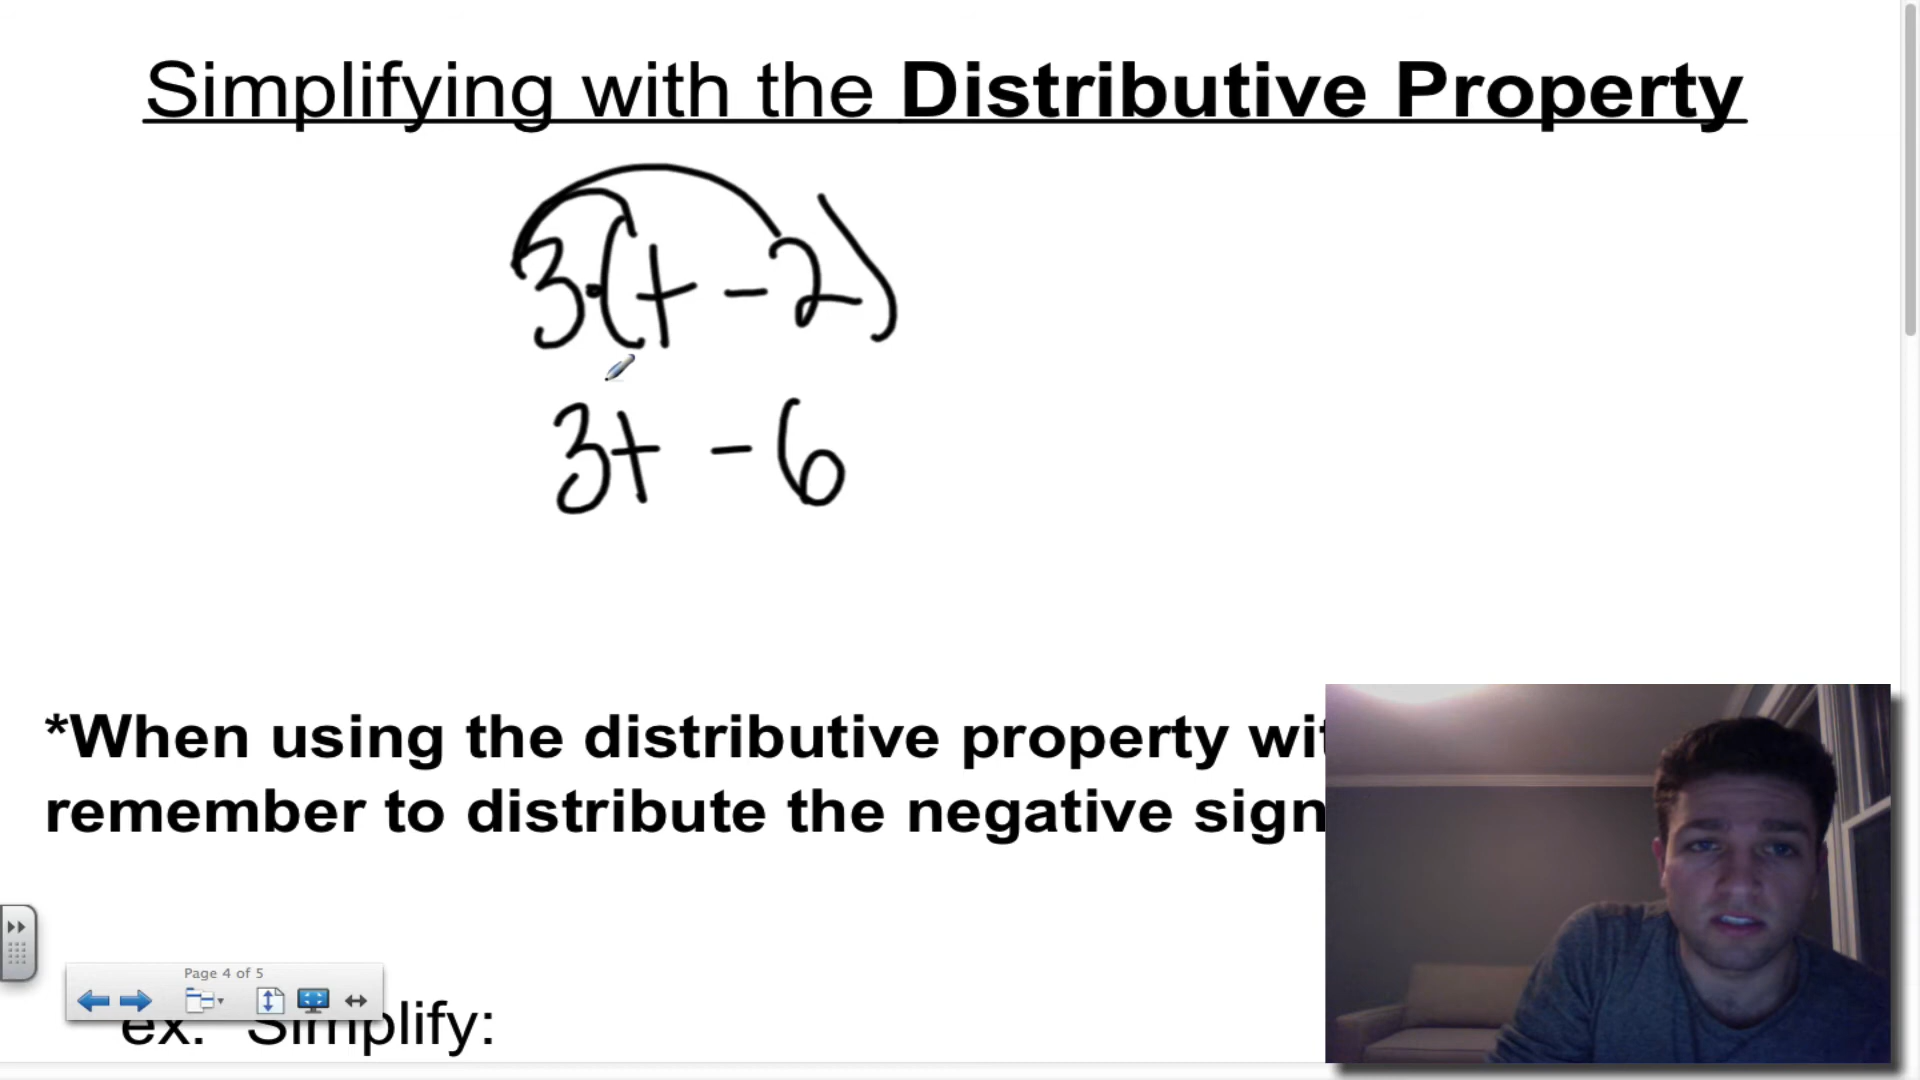 Simplifying with the Distributive Property
3·(t - 2)
3t - 6
*When using the distributive property
remember to distribute the negative sign
Page 4 of 5
ex. Simplify: